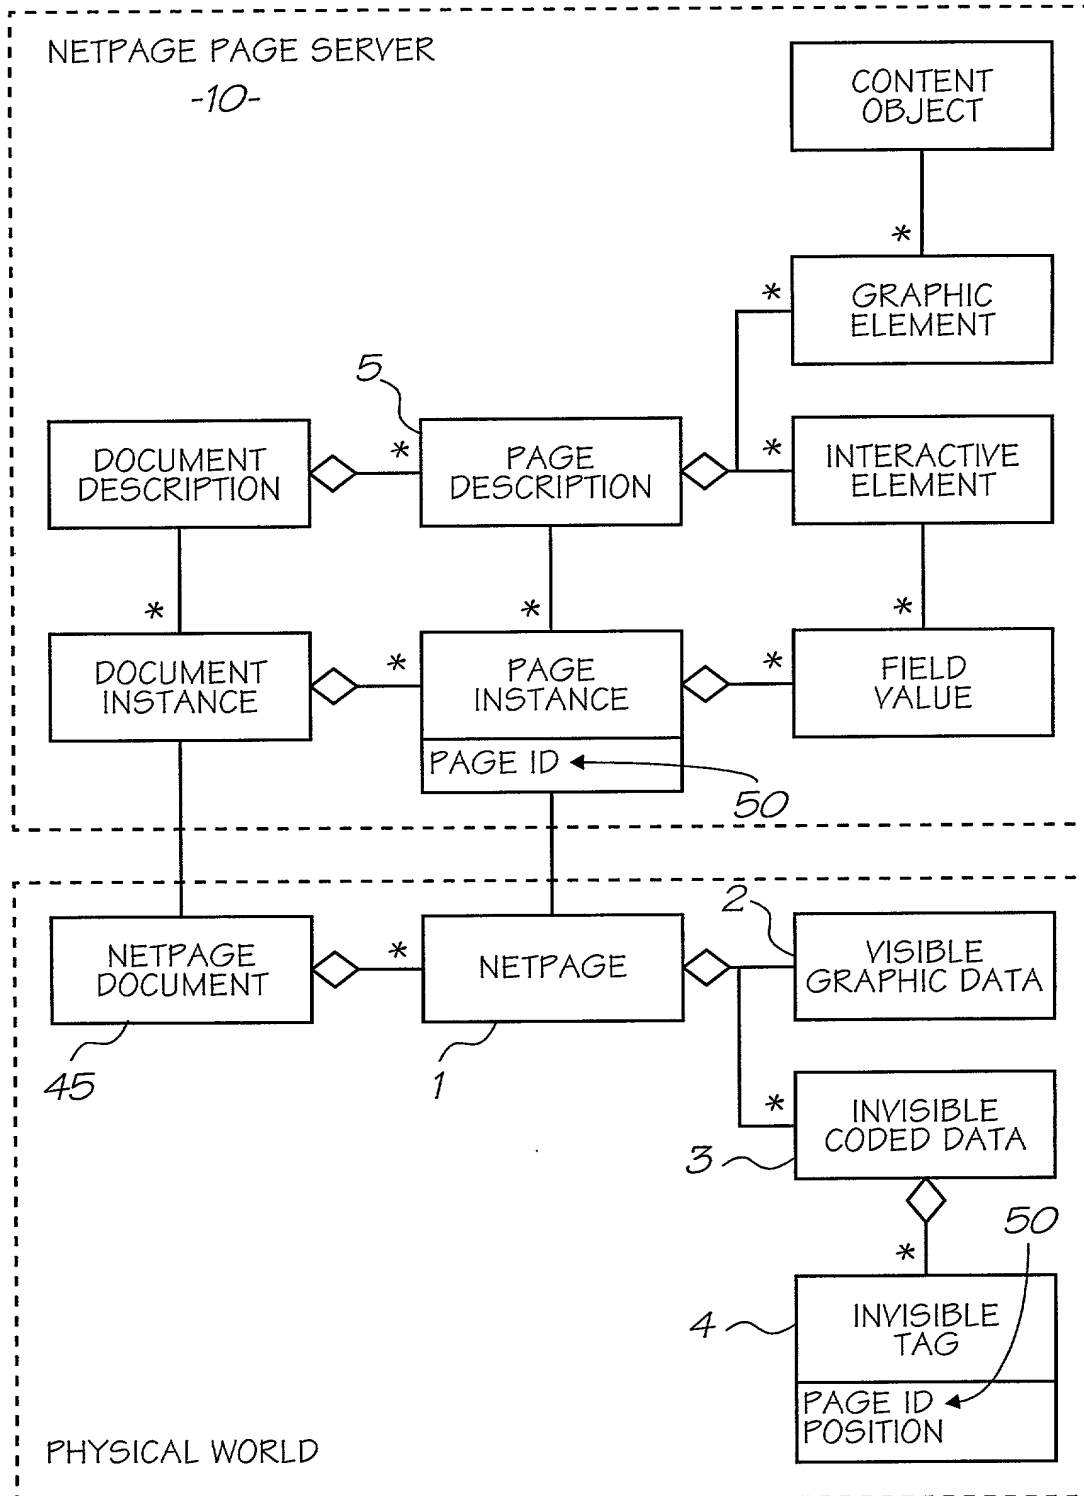 NETPAGE PAGE SERVER
-10-
CONTENT
OBJECT
*
GRAPHIC
ELEMENT
*
5
DOCUMENT
DESCRIPTION
*
PAGE
DESCRIPTION
*
INTERACTIVE
ELEMENT
*
*
*
DOCUMENT
INSTANCE
*
PAGE
INSTANCE
*
FIELD
VALUE
PAGE ID
50
2
NETPAGE
DOCUMENT
*
NETPAGE
VISIBLE
GRAPHIC DATA
45
1
*
INVISIBLE
CODED DATA
3
50
*
4
INVISIBLE
TAG
PAGE ID
POSITION
PHYSICAL WORLD